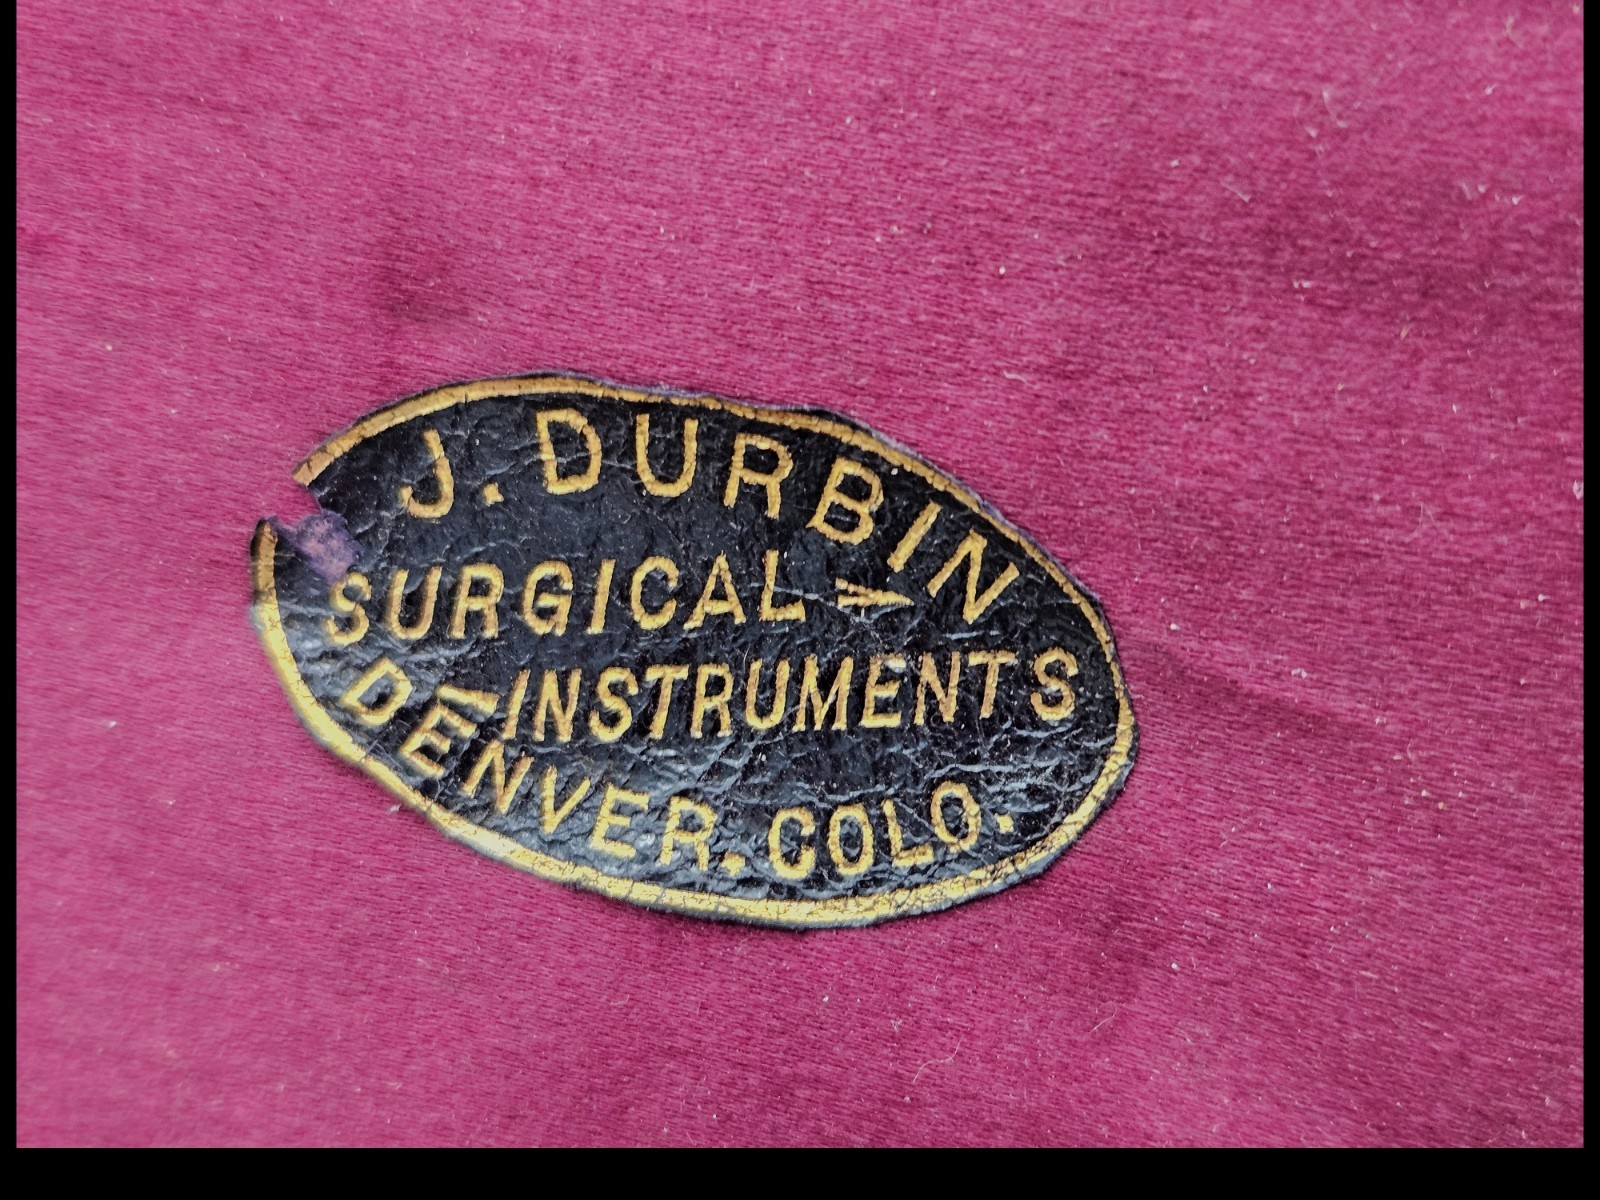 J. DURBIN
SURGICAL
INSTRUMENTS
DENVER. COLO.